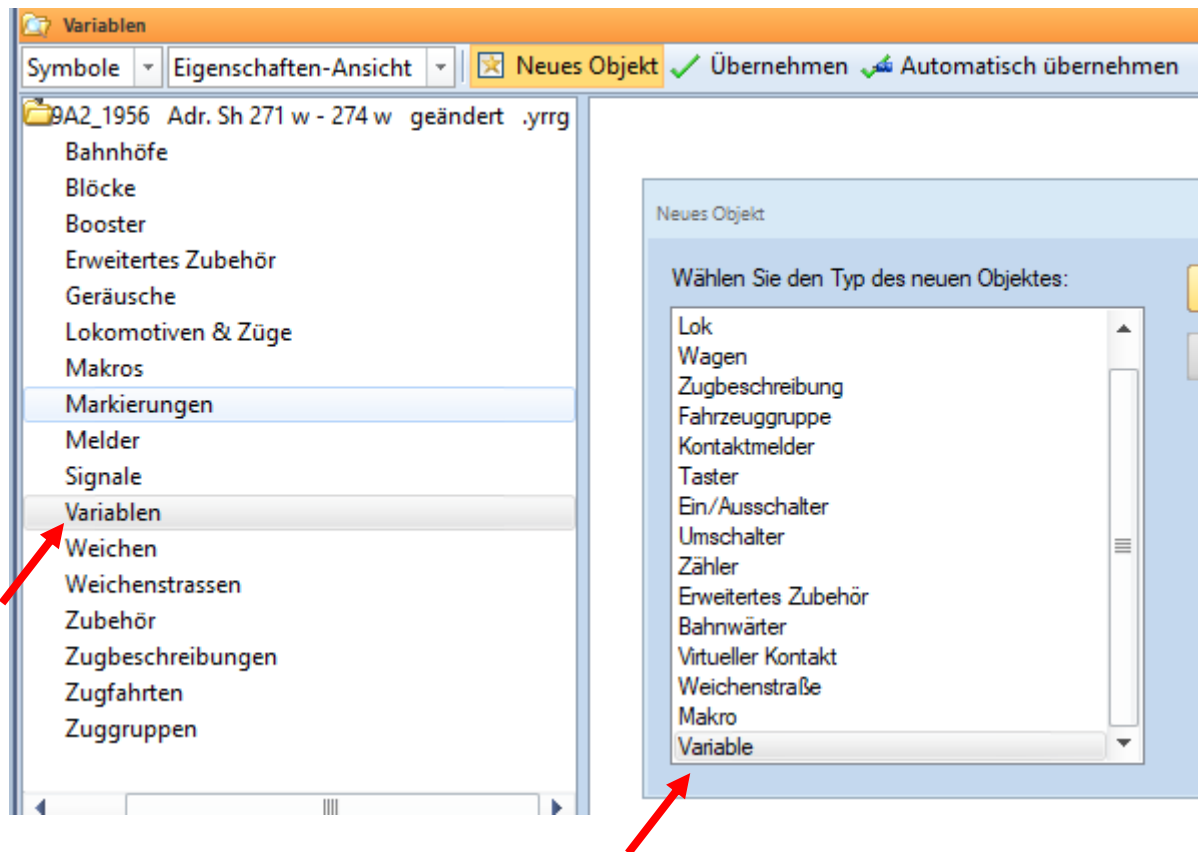 Variablen
Symbole Eigenschaften-Ansicht Neues Objekt Übernehmen Automatisch übernehmen
9A2_1956 Adr. Sh 271 w - 274 w geändert .yrrg
Bahnhöfe
Blöcke
Booster
Erweitertes Zubehör
Geräusche
Lokomotiven & Züge
Makros
Markierungen
Melder
Signale
Variablen
Weichen
Weichenstrassen
Zubehör
Zugbeschreibungen
Zugfahrten
Zuggruppen
Neues Objekt
Wählen Sie den Typ des neuen Objektes:
Lok
Wagen
Zugbeschreibung
Fahrzeuggruppe
Kontaktmelder
Taster
Ein/Ausschalter
Umschalter
Zähler
Erweitertes Zubehör
Bahnwärter
Virtueller Kontakt
Weichenstraße
Makro
Variable